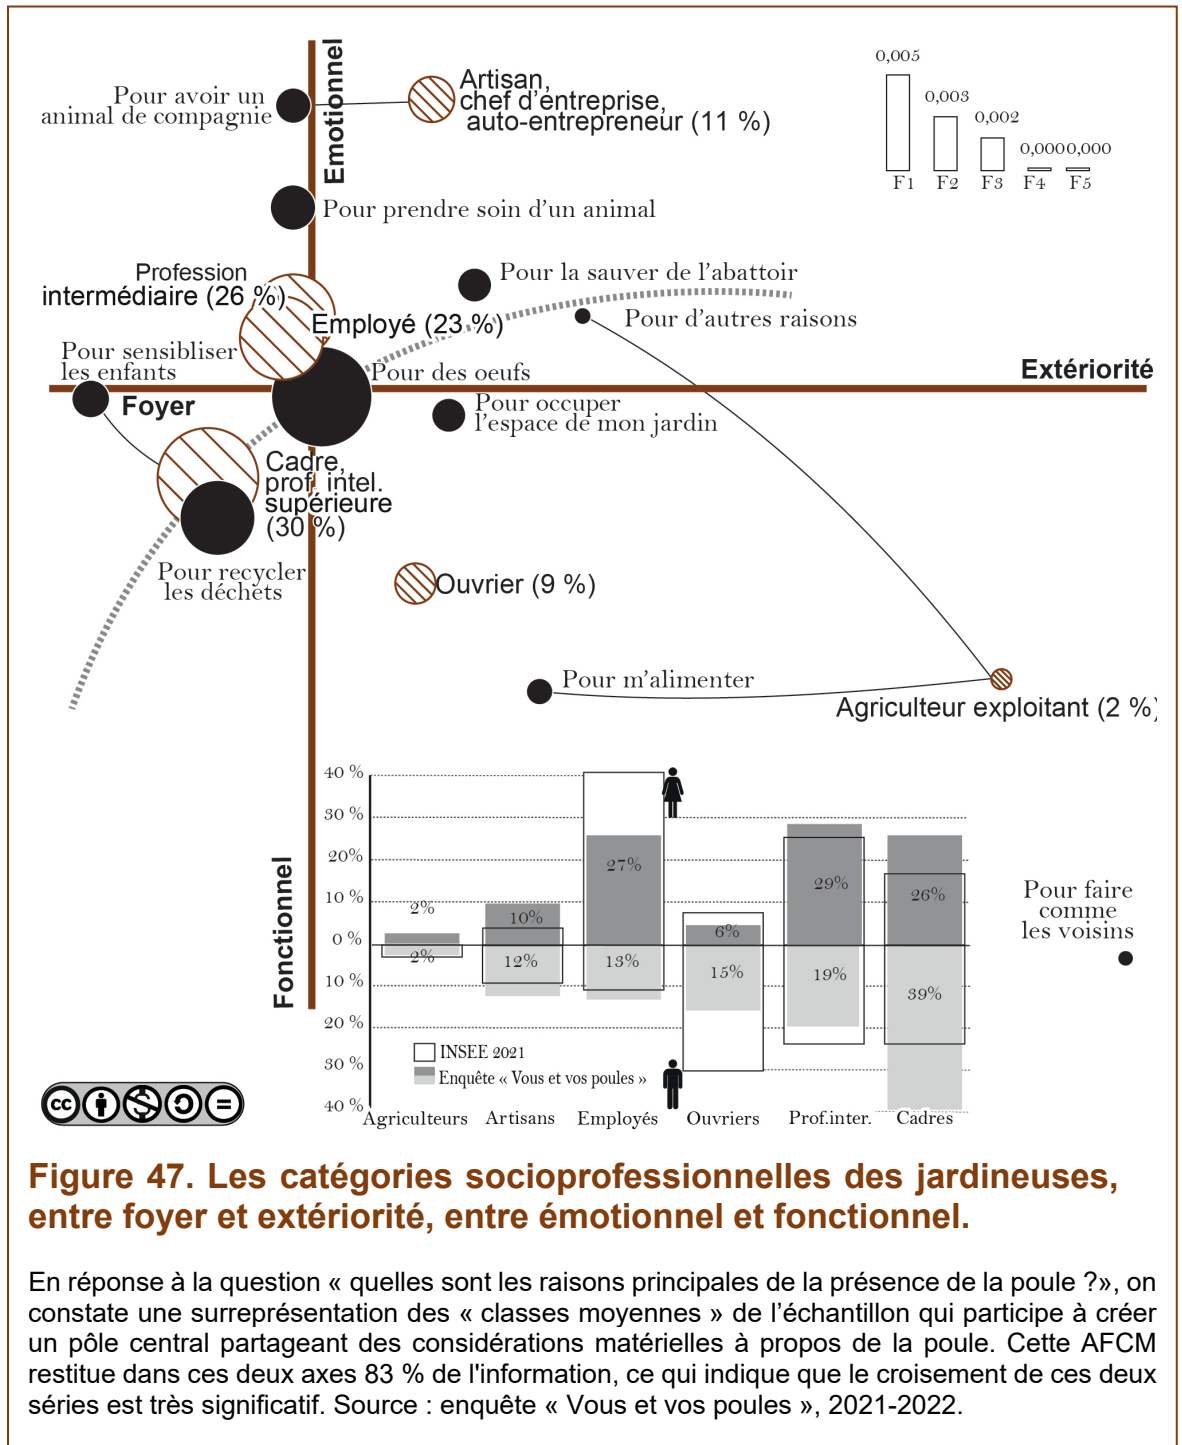 Emotionnel
Pour avoir un
animal de compagnie
Artisan,
chef d'entreprise,
auto-entrepreneur (11 %)
0,005
0,003
0,002
0,000
0,000
F1
F2
F3
F4
F5
Pour prendre soin d'un animal
Profession
intermédiaire (26 %)
Pour la sauver de l'abattoir
Employé (23 %)
Pour d'autres raisons
Pour sensibliser
les enfants
Pour des oeufs
Extériorité
Foyer
Pour occuper
l'espace de mon jardin
Cadre,
prof. intel.
supérieure
(30 %)
Pour recycler
les déchets
Ouvrier (9 %)
Pour m'alimenter
Agriculteur exploitant (2 %)
Fonctionnel
40 %
30 %
20%
10 %
0 %
10 %
20 %
30 %
40 %
2%
2%
10%
12%
27%
13%
6%
15%
29%
19%
26%
39%
INSEE 2021
Enquête « Vous et vos poules »
Agriculteurs
Artisans
Employés
Ouvriers
Prof.inter.
Cadres
Pour faire
comme
les voisins
cc
Figure 47. Les catégories socioprofessionnelles des jardineuses,
entre foyer et extériorité, entre émotionnel et fonctionnel.
En réponse à la question « quelles sont les raisons principales de la présence de la poule ?», on
constate une surreprésentation des « classes moyennes » de l'échantillon qui participe à créer
un pôle central partageant des considérations matérielles à propos de la poule. Cette AFCM
restitue dans ces deux axes 83 % de l'information, ce qui indique que le croisement de ces deux
séries est très significatif. Source : enquête « Vous et vos poules », 2021-2022.